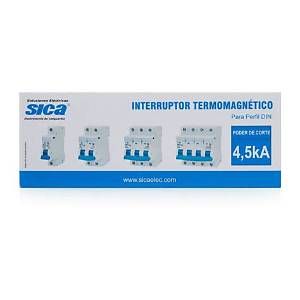 Soluciones Eléctricas
SICA
INTERRUPTOR TERMOMAGNÉTICO
Para Perfil DIN
PODER DE CORTE
4,5kA
www.sicaelec.com